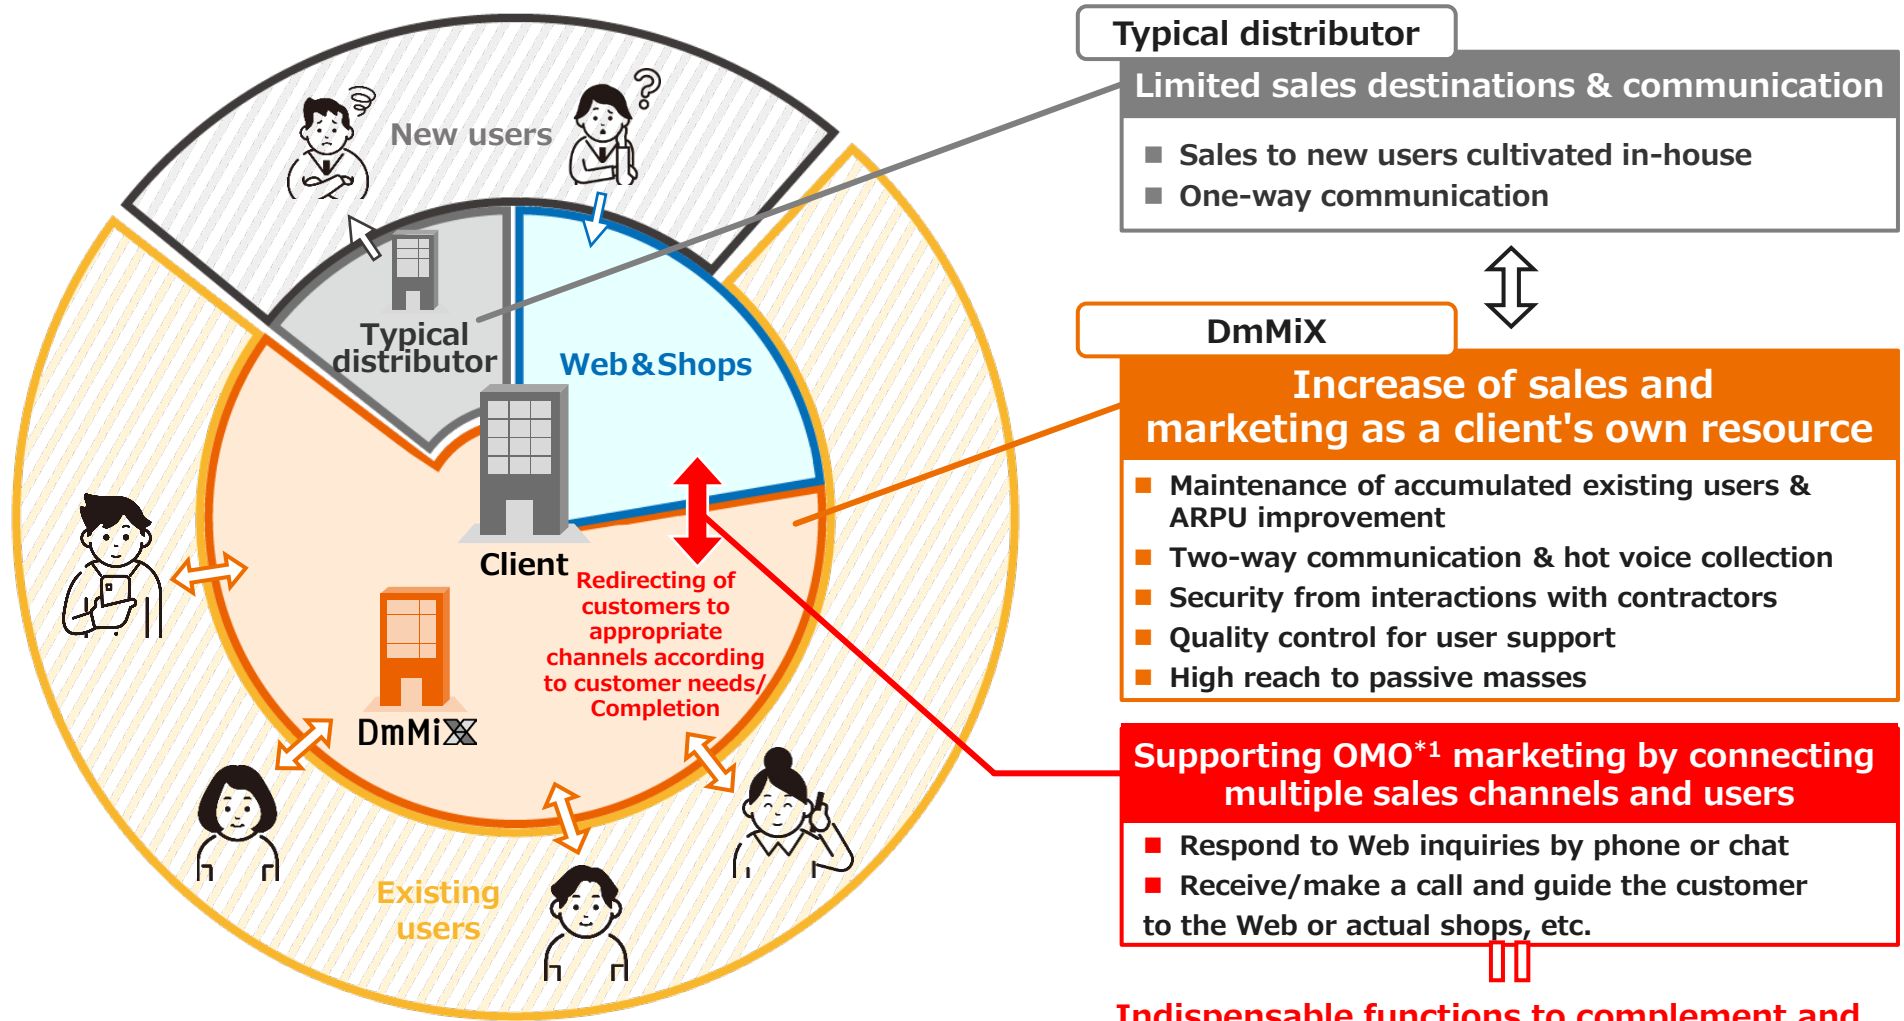 New users
Typical
distributor
Web&Shops
Client
Redirecting of
customers to
appropriate
channels according
to customer needs/
Completion
DmMiX
Existing
users
Typical distributor
Limited sales destinations & communication
■ Sales to new users cultivated in-house
■ One-way communication
DmMiX
Increase of sales and
marketing as a client's own resource
■ Maintenance of accumulated existing users &
ARPU improvement
■ Two-way communication & hot voice collection
■ Security from interactions with contractors
■ Quality control for user support
■ High reach to passive masses
Supporting OMO*1 marketing by connecting
multiple sales channels and users
■ Respond to Web inquiries by phone or chat
■ Receive/make a call and guide the customer
to the Web or actual shops, etc.
Indispensable functions to complement and